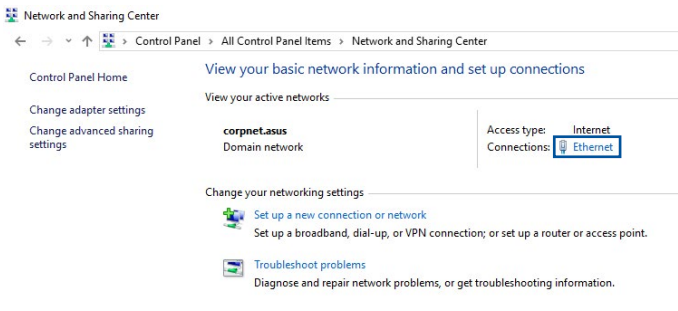 Network and Sharing Center
Control Panel > All Control Panel Items > Network and Sharing Center
Control Panel Home
Change adapter settings
Change advanced sharing
settings
View your basic network information and set up connections
View your active networks
corpnet.asus
Domain network
Access type: Internet
Connections: Ethernet
Change your networking settings
Set up a new connection or network
Set up a broadband, dial-up, or VPN connection; or set up a router or access point.
Troubleshoot problems
Diagnose and repair network problems, or get troubleshooting information.